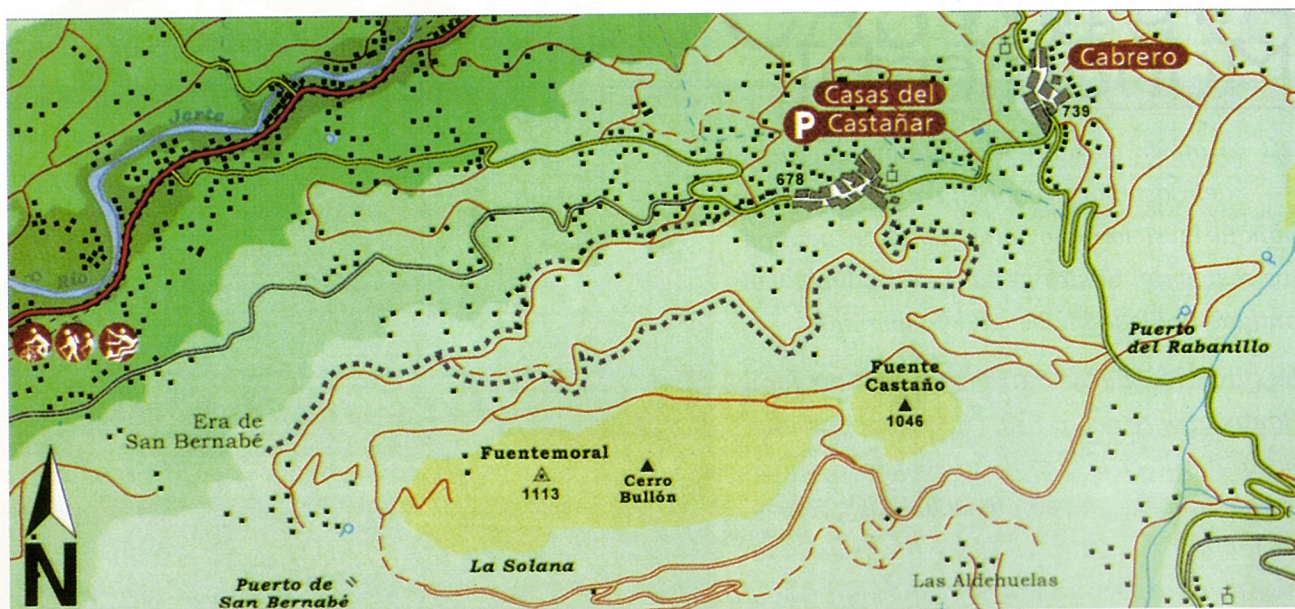 Jerte
Río
Cabrero
739
Casas del
Castañar
P
678
Puerto
del Rabanillo
Fuente
Castaño
1046
Era de
San Bernabé
Fuentemoral
1113
Cerro
Bullón
La Solana
Puerto de
San Bernabé
Las Aldehuelas
N